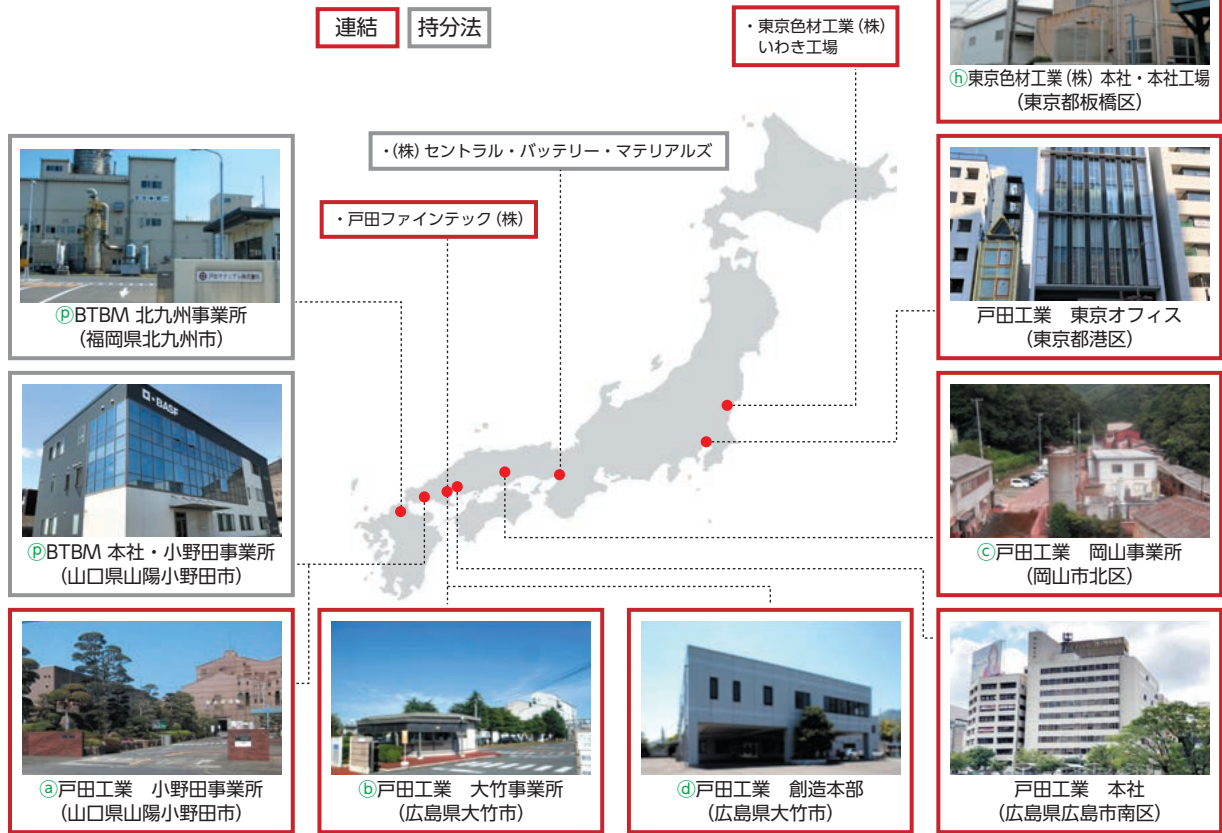 連結
持分法
・東京色材工業(株)
いわき工場
ⓗ東京色材工業(株) 本社・本社工場
(東京都板橋区)
・(株)セントラル・バッテリー・マテリアルズ
・戸田ファインテック(株)
ⓟBTBM 北九州事業所
(福岡県北九州市)
戸田工業 東京オフィス
(東京都港区)
BASF
ⓟBTBM 本社・小野田事業所
(山口県山陽小野田市)
ⓒ戸田工業 岡山事業所
(岡山市北区)
ⓐ戸田工業 小野田事業所
(山口県山陽小野田市)
ⓑ戸田工業 大竹事業所
(広島県大竹市)
ⓓ戸田工業 創造本部
(広島県大竹市)
戸田工業 本社
(広島県広島市南区)